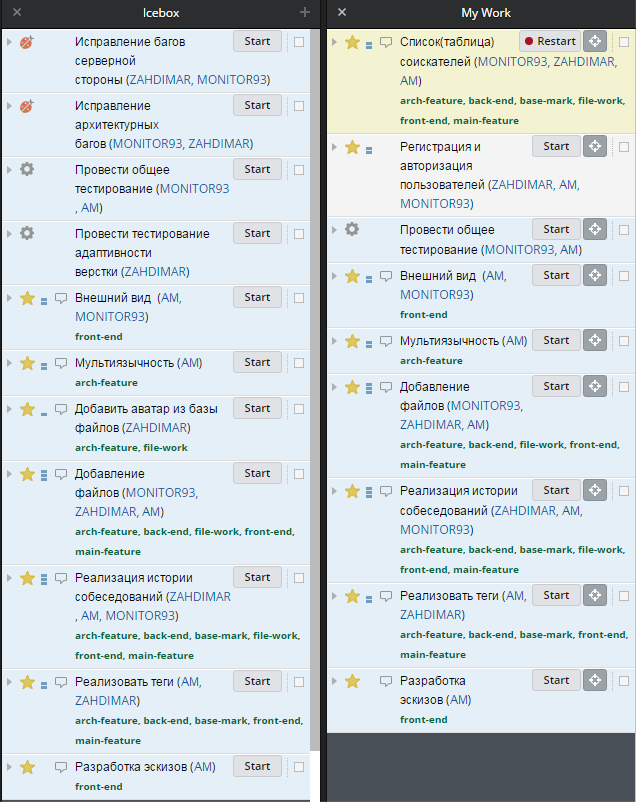 Icebox
Исправление багов
серверной
стороны (ZAHDIMAR, MONITOR93)
Start
Исправление
архитектурных
багов (MONITOR93, ZAHDIMAR)
Start
Провести общее
тестирование (MONITOR93
, AM)
Start
Провести тестирование
адаптивности
верстки (ZAHDIMAR)
Start
Внешний вид (AM,
MONITOR93)
front-end
Start
Мультиязычность (AM)
arch-feature
Start
Добавить аватар из базы
файлов (ZAHDIMAR)
arch-feature, file-work
Start
Добавление
файлов (MONITOR93,
ZAHDIMAR, AM)
arch-feature, back-end, file-work, front-end,
main-feature
Start
Реализация истории
собеседований (ZAHDIMAR
, AM, MONITOR93)
arch-feature, back-end, base-mark, file-work,
front-end, main-feature
Start
Реализовать теги (AM,
ZAHDIMAR)
arch-feature, back-end, base-mark, front-end,
main-feature
Start
Разработка эскизов (AM)
front-end
Start
My Work
Список(таблица)
соискателей (MONITOR93, ZAHDIMAR,
AM)
arch-feature, back-end, base-mark, file-work,
front-end, main-feature
Restart
Регистрация и
авторизация
пользователей (ZAHDIMAR, AM,
MONITOR93)
Start
Провести общее
тестирование (MONITOR93, AM)
Start
Внешний вид (AM,
MONITOR93)
front-end
Start
Мультиязычность (AM)
arch-feature
Start
Добавление
файлов (MONITOR93,
ZAHDIMAR, AM)
arch-feature, back-end, file-work, front-end,
main-feature
Start
Реализация истории
собеседований (ZAHDIMAR, AM,
MONITOR93)
arch-feature, back-end, base-mark, file-work,
front-end, main-feature
Start
Реализовать теги (AM,
ZAHDIMAR)
arch-feature, back-end, base-mark, front-end,
main-feature
Start
Разработка
эскизов (AM)
front-end
Start